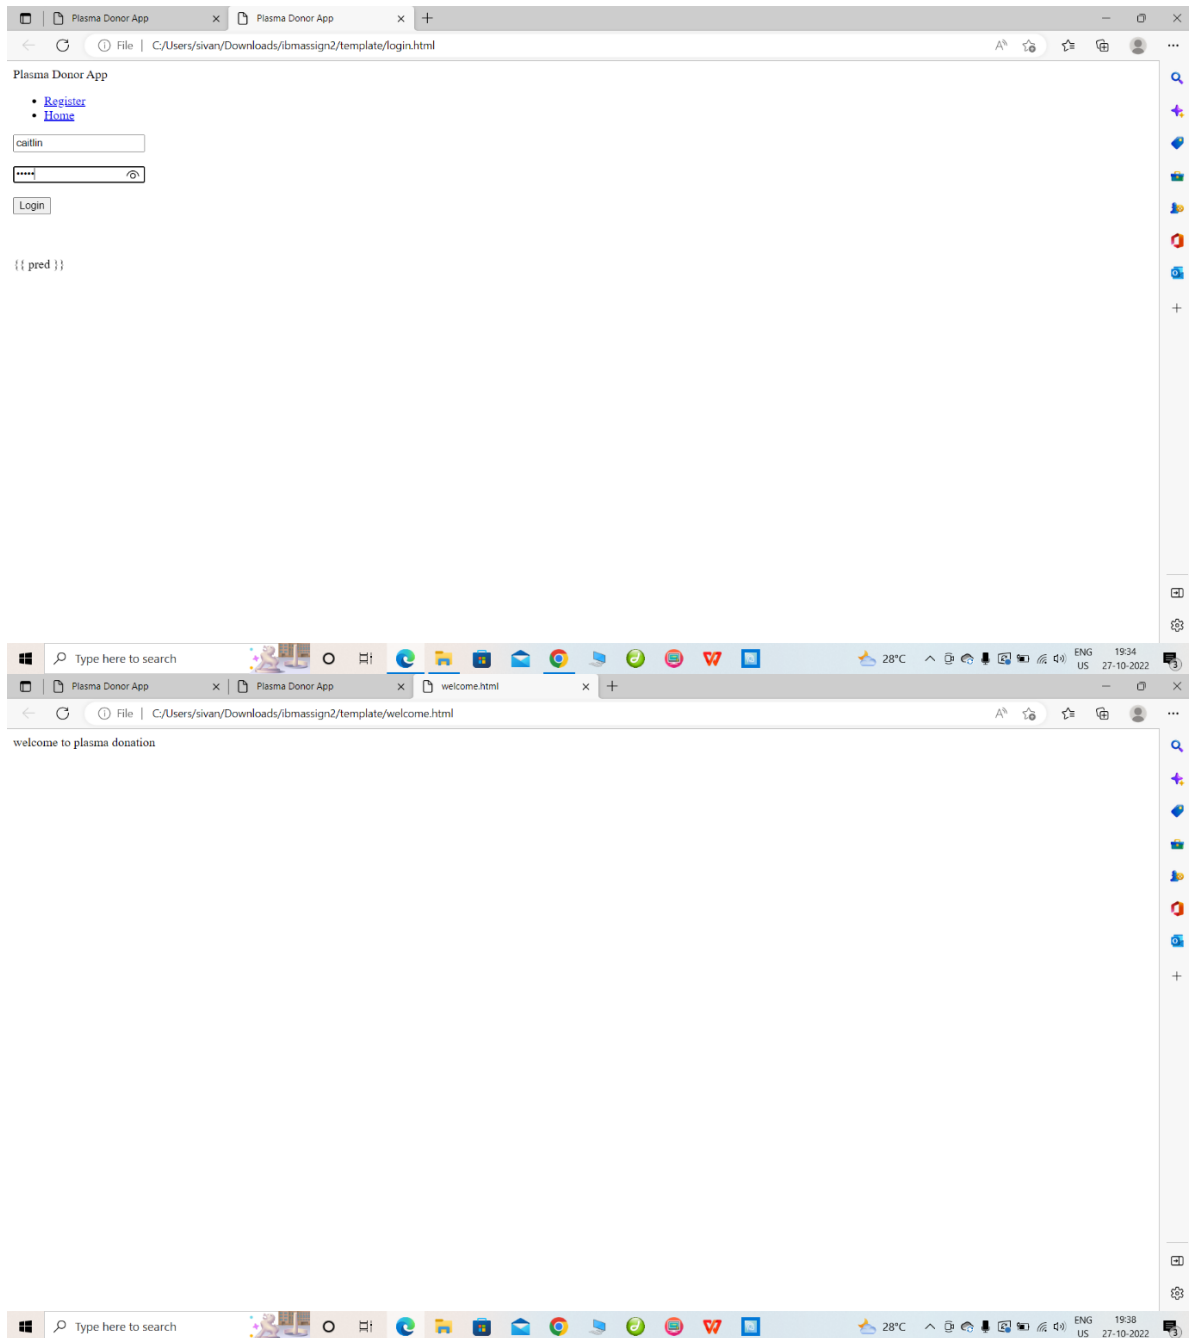 Plasma Donor App
Plasma Donor App
File | C:/Users/sivan/Downloads/ibmassign2/template/login.html
Plasma Donor App
Register
Home
caitlin
•••••
Login
{{ pred }}
Type here to search
28°C
ENG
US
19:34
27-10-2022
3
Plasma Donor App
Plasma Donor App
welcome.html
File | C:/Users/sivan/Downloads/ibmassign2/template/welcome.html
welcome to plasma donation
Type here to search
28°C
ENG
US
19:38
27-10-2022
3